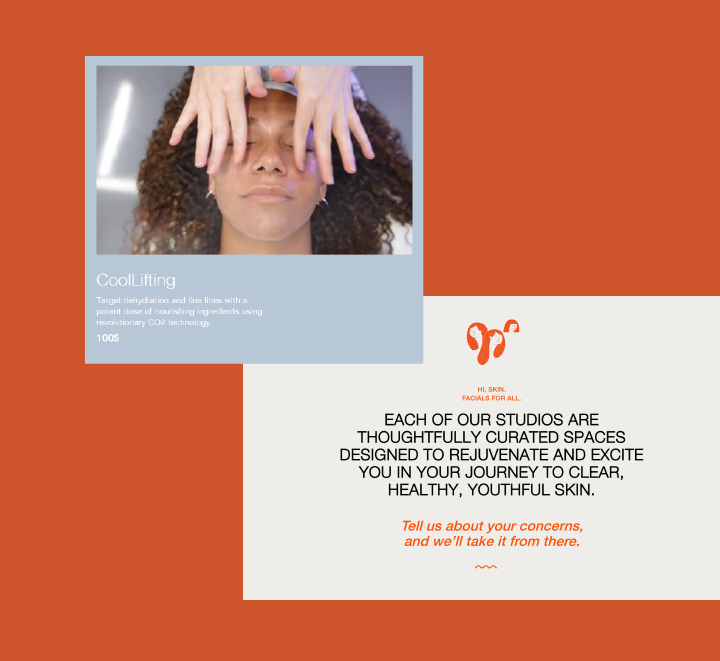 CoolLifting
Target dehydration and fine lines with a
potent dose of nourishing ingredients using
revolutionary CO2 technology.
1005
HI, SKIN.
FACIALS FOR ALL.
EACH OF OUR STUDIOS ARE
THOUGHTFULLY CURATED SPACES
DESIGNED TO REJUVENATE AND EXCITE
YOU IN YOUR JOURNEY TO CLEAR,
HEALTHY, YOUTHFUL SKIN.
Tell us about your concerns,
and we'll take it from there.